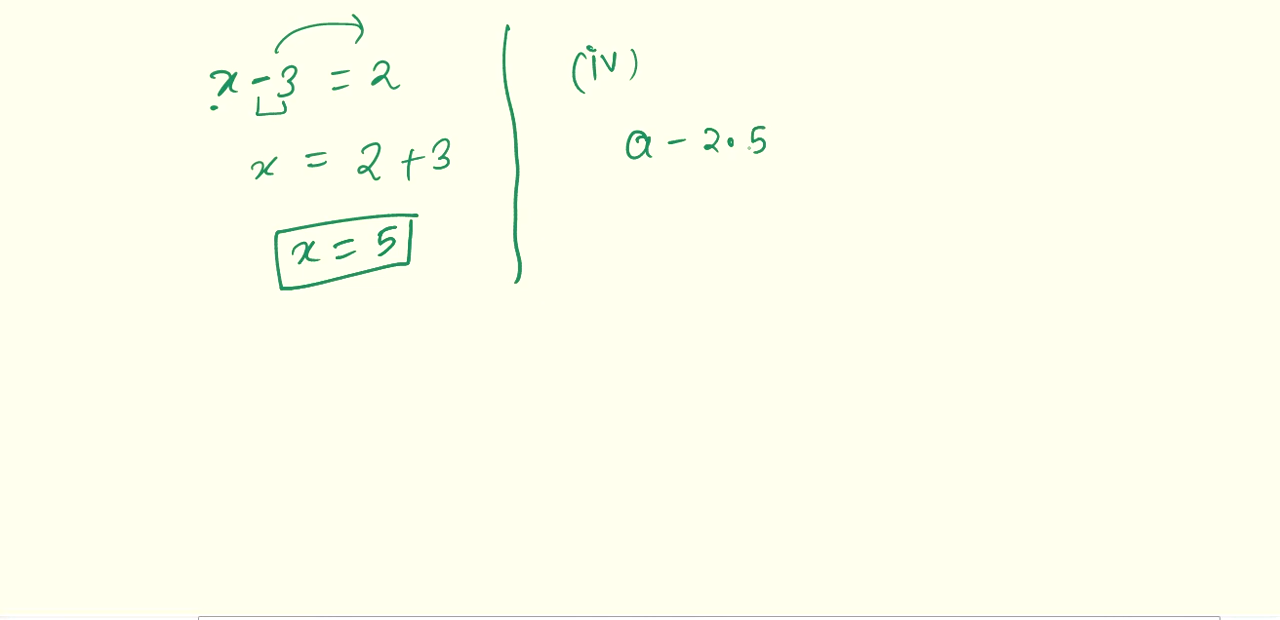 x - 3 = 2
x = 2 + 3
x = 5
(iv)
a - 2.5